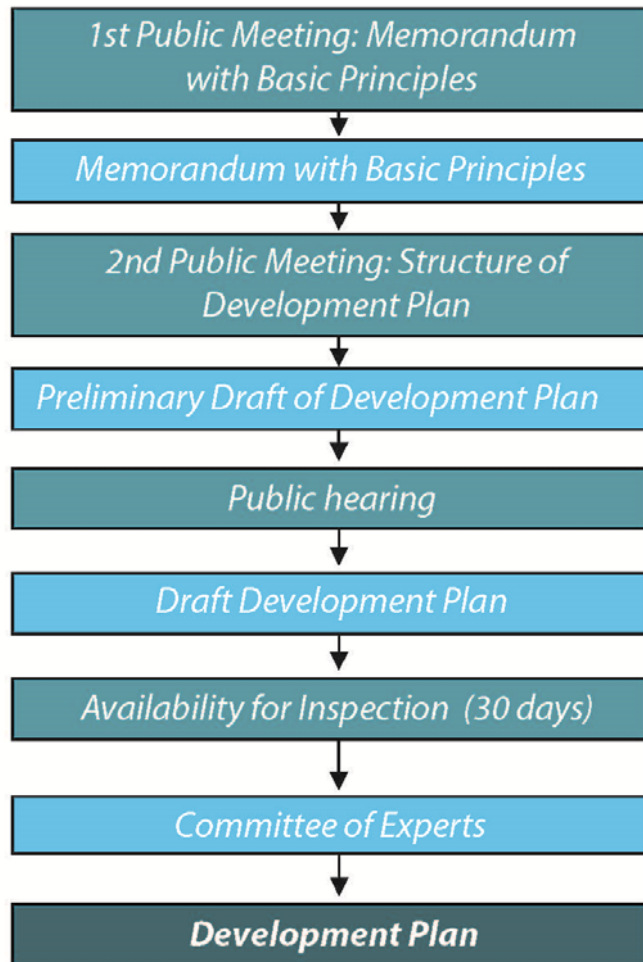 1st Public Meeting: Memorandum
with Basic Principles
Memorandum with Basic Principles
2nd Public Meeting: Structure of
Development Plan
Preliminary Draft of Development Plan
Public hearing
Draft Development Plan
Availability for Inspection (30 days)
Committee of Experts
Development Plan